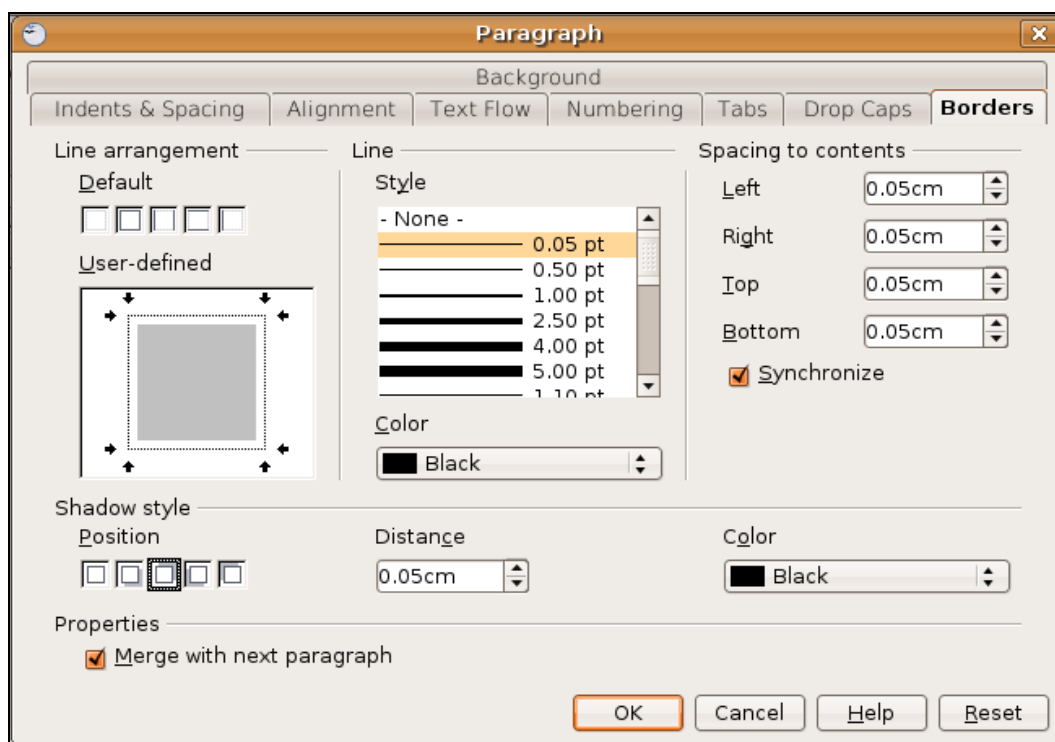 Paragraph
Background
Indents & Spacing Alignment Text Flow Numbering Tabs Drop Caps Borders
Line arrangement
Default
User-defined
Line
Style
- None -
0.05 pt
0.50 pt
1.00 pt
2.50 pt
4.00 pt
5.00 pt
1.10 pt
Color
Black
Spacing to contents
Left 0.05cm
Right 0.05cm
Top 0.05cm
Bottom 0.05cm
Synchronize
Shadow style
Position
Distance
0.05cm
Color
Black
Properties
Merge with next paragraph
OK Cancel Help Reset